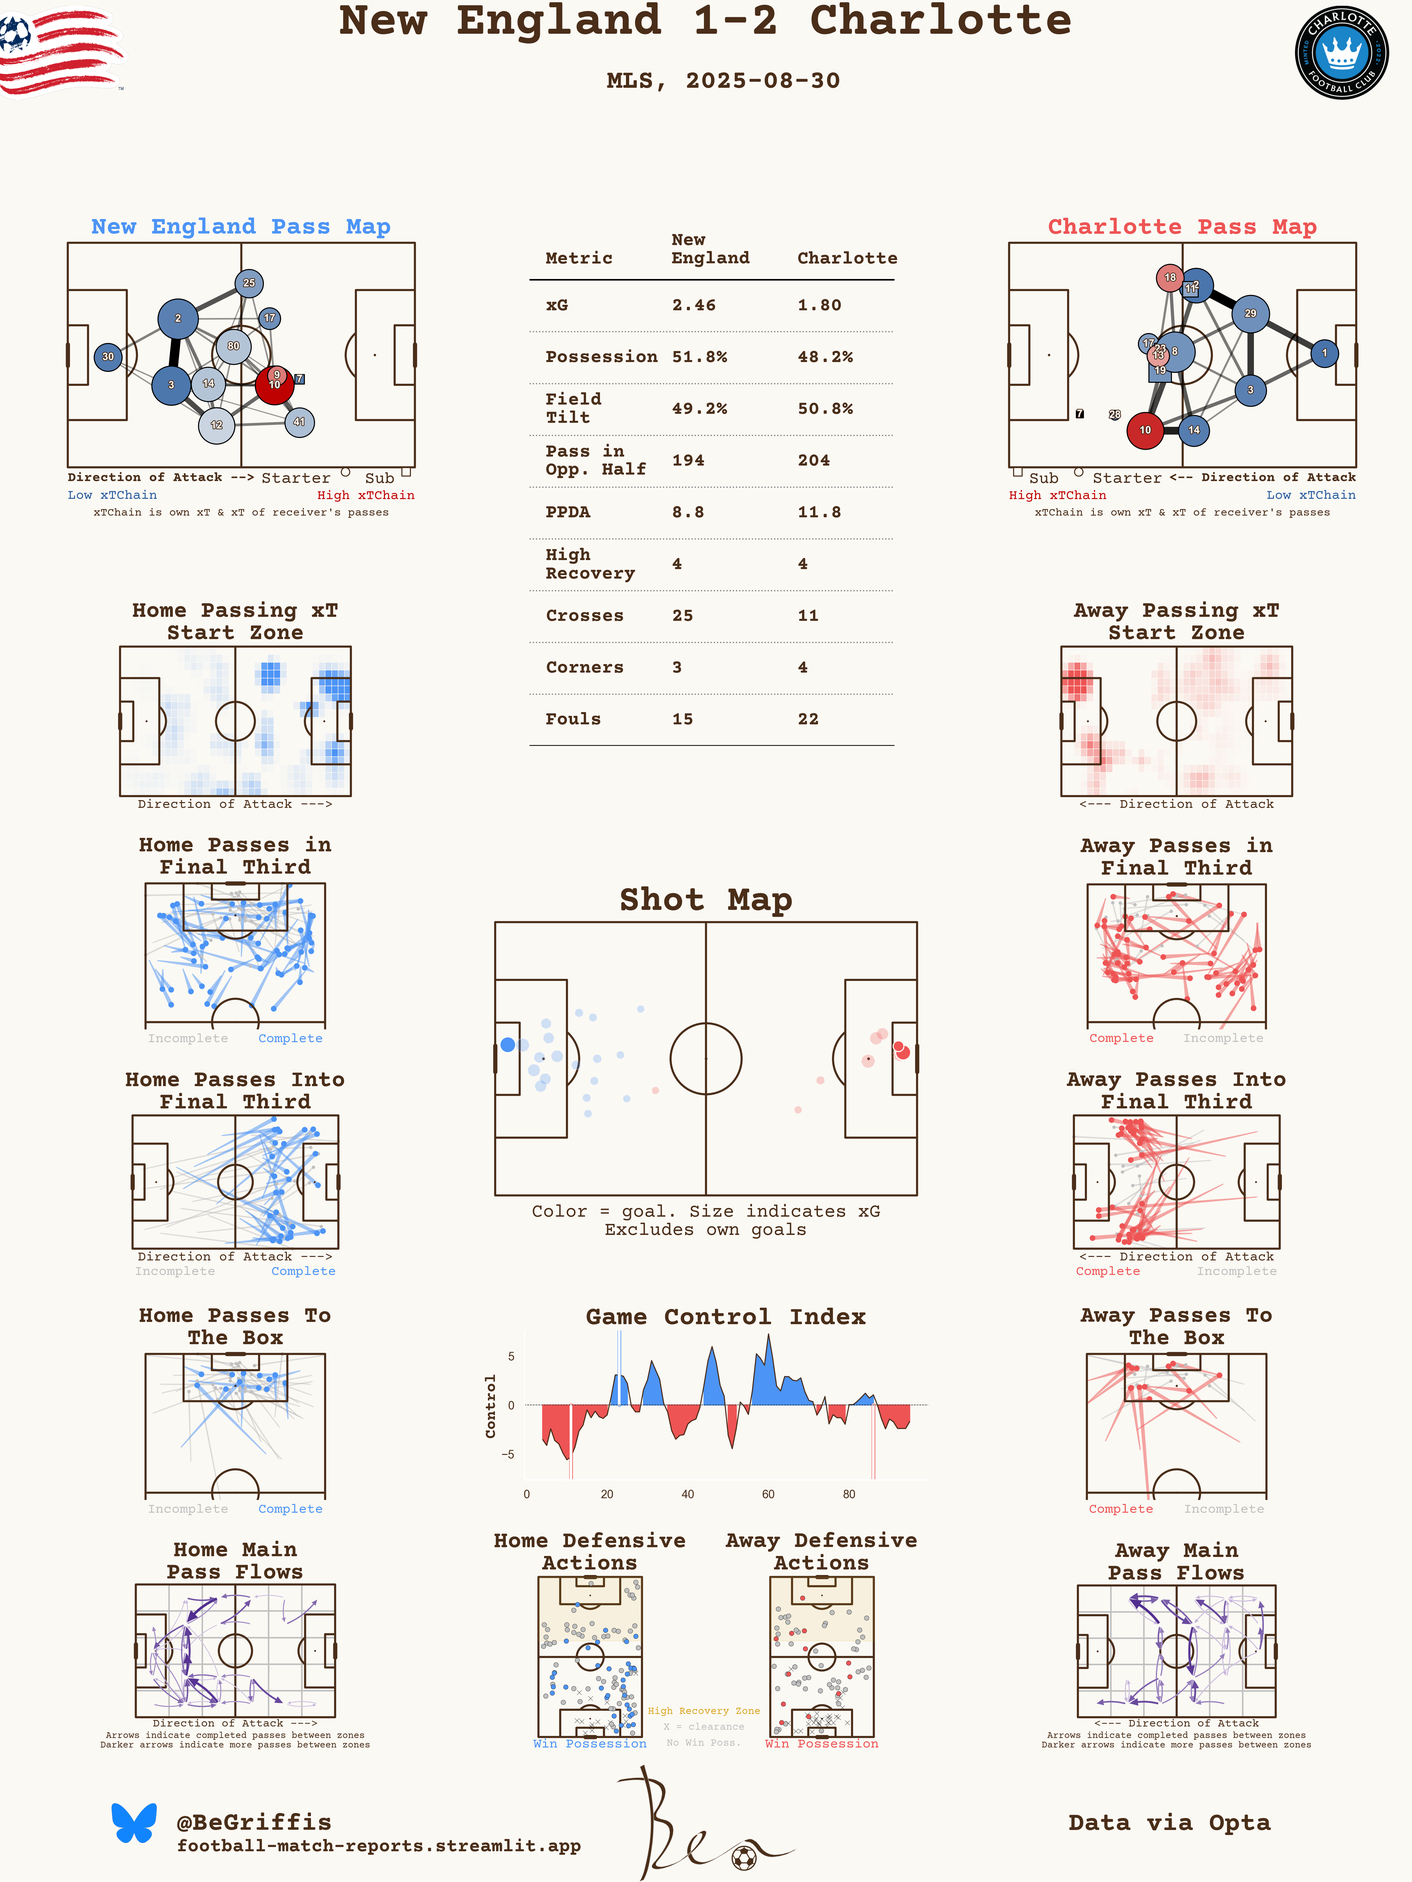 New England 1-2 Charlotte
MLS, 2025-08-30
CHARLOTTE
MINTED
·2022·
FOOTBALL CLUB
TM
New England Pass Map
25
2
17
80
30
3
14
9
10
7
12
41
Direction of Attack --> Starter Sub
Low xTChain High xTChain
xTChain is own xT & xT of receiver's passes
Metric New England Charlotte
xG 2.46 1.80
Possession 51.8% 48.2%
Field Tilt 49.2% 50.8%
Pass in Opp. Half 194 204
PPDA 8.8 11.8
High Recovery 4 4
Crosses 25 11
Corners 3 4
Fouls 15 22
Charlotte Pass Map
18
11
2
29
17
13
8
19
1
3
7
28
10
14
Sub Starter <-- Direction of Attack
High xTChain Low xTChain
xTChain is own xT & xT of receiver's passes
Home Passing xT
Start Zone
Direction of Attack --->
Away Passing xT
Start Zone
<--- Direction of Attack
Home Passes in
Final Third
Incomplete Complete
Away Passes in
Final Third
Complete Incomplete
Shot Map
Color = goal. Size indicates xG
Excludes own goals
Home Passes Into
Final Third
Direction of Attack --->
Incomplete Complete
Away Passes Into
Final Third
<--- Direction of Attack
Complete Incomplete
Home Passes To
The Box
Incomplete Complete
Game Control Index
Control
5
0
−5
0 20 40 60 80
Away Passes To
The Box
Complete Incomplete
Home Main
Pass Flows
Direction of Attack --->
Arrows indicate completed passes between zones
Darker arrows indicate more passes between zones
Home Defensive
Actions
Win Possession
High Recovery Zone
X = clearance
No Win Poss.
Away Defensive
Actions
Win Possession
Away Main
Pass Flows
<--- Direction of Attack
Arrows indicate completed passes between zones
Darker arrows indicate more passes between zones
@BeGriffis
football-match-reports.streamlit.app
Ben
Data via Opta